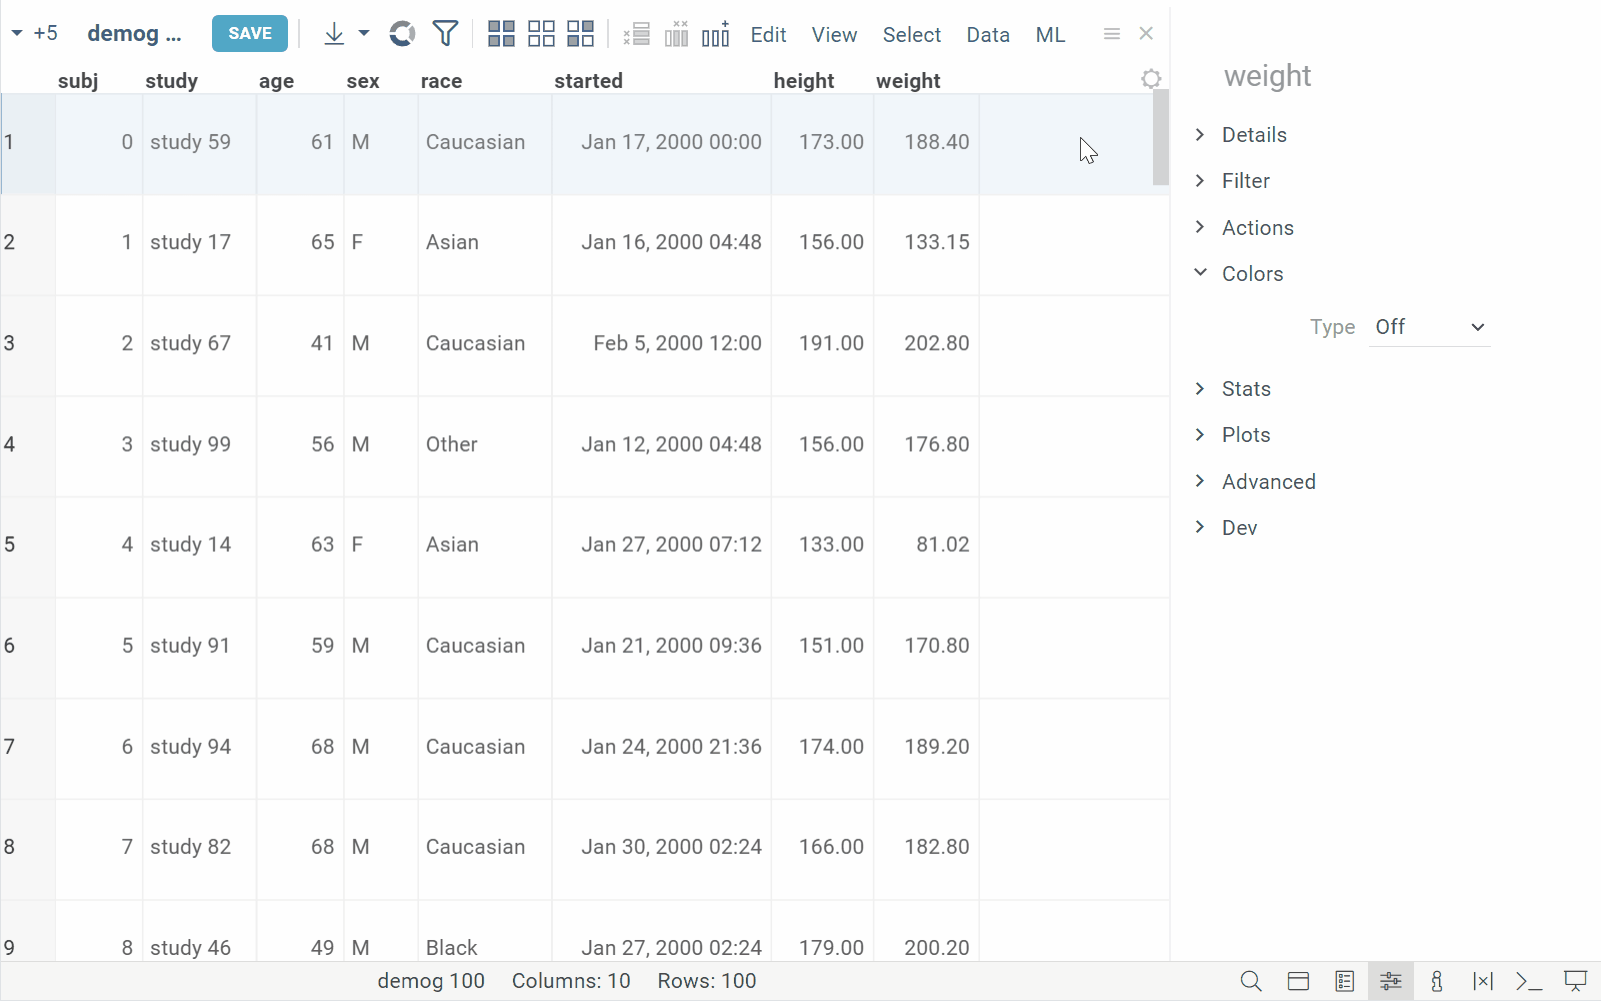 +5 demog ... SAVE Edit View Select Data ML
subj study age sex race started height weight
1 0 study 59 61 M Caucasian Jan 17, 2000 00:00 173.00 188.40
2 1 study 17 65 F Asian Jan 16, 2000 04:48 156.00 133.15
3 2 study 67 41 M Caucasian Feb 5, 2000 12:00 191.00 202.80
4 3 study 99 56 M Other Jan 12, 2000 04:48 156.00 176.80
5 4 study 14 63 F Asian Jan 27, 2000 07:12 133.00 81.02
6 5 study 91 59 M Caucasian Jan 21, 2000 09:36 151.00 170.80
7 6 study 94 68 M Caucasian Jan 24, 2000 21:36 174.00 189.20
8 7 study 82 68 M Caucasian Jan 30, 2000 02:24 166.00 182.80
9 8 study 46 49 M Black Jan 27, 2000 02:24 179.00 200.20
weight
Details
Filter
Actions
Colors
Type Off
Stats
Plots
Advanced
Dev
demog 100 Columns: 10 Rows: 100